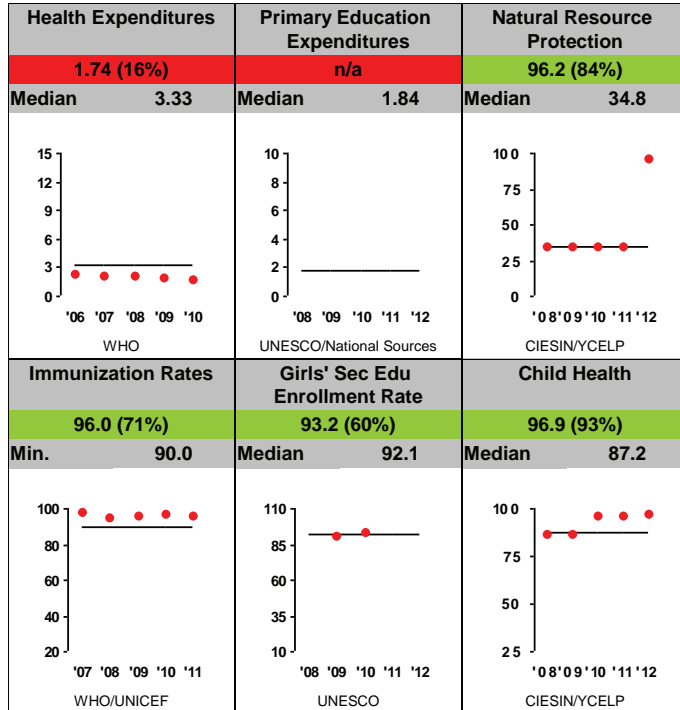 Health Expenditures
1.74 (16%)
Median 3.33
15
12
9
6
3
0
'06 '07 '08 '09 '10
WHO
Primary Education
Expenditures
n/a
Median 1.84
10
8
6
4
2
0
'08 '09 '10 '11 '12
UNESCO/National Sources
Natural Resource
Protection
96.2 (84%)
Median 34.8
100
75
50
25
0
'08 '09 '10 '11 '12
CIESIN/YCELP
Immunization Rates
96.0 (71%)
Min. 90.0
100
80
60
40
20
'07 '08 '09 '10 '11
WHO/UNICEF
Girls' Sec Edu
Enrollment Rate
93.2 (60%)
Median 92.1
110
85
60
35
10
'08 '09 '10 '11 '12
UNESCO
Child Health
96.9 (93%)
Median 87.2
100
75
50
25
'08 '09 '10 '11 '12
CIESIN/YCELP